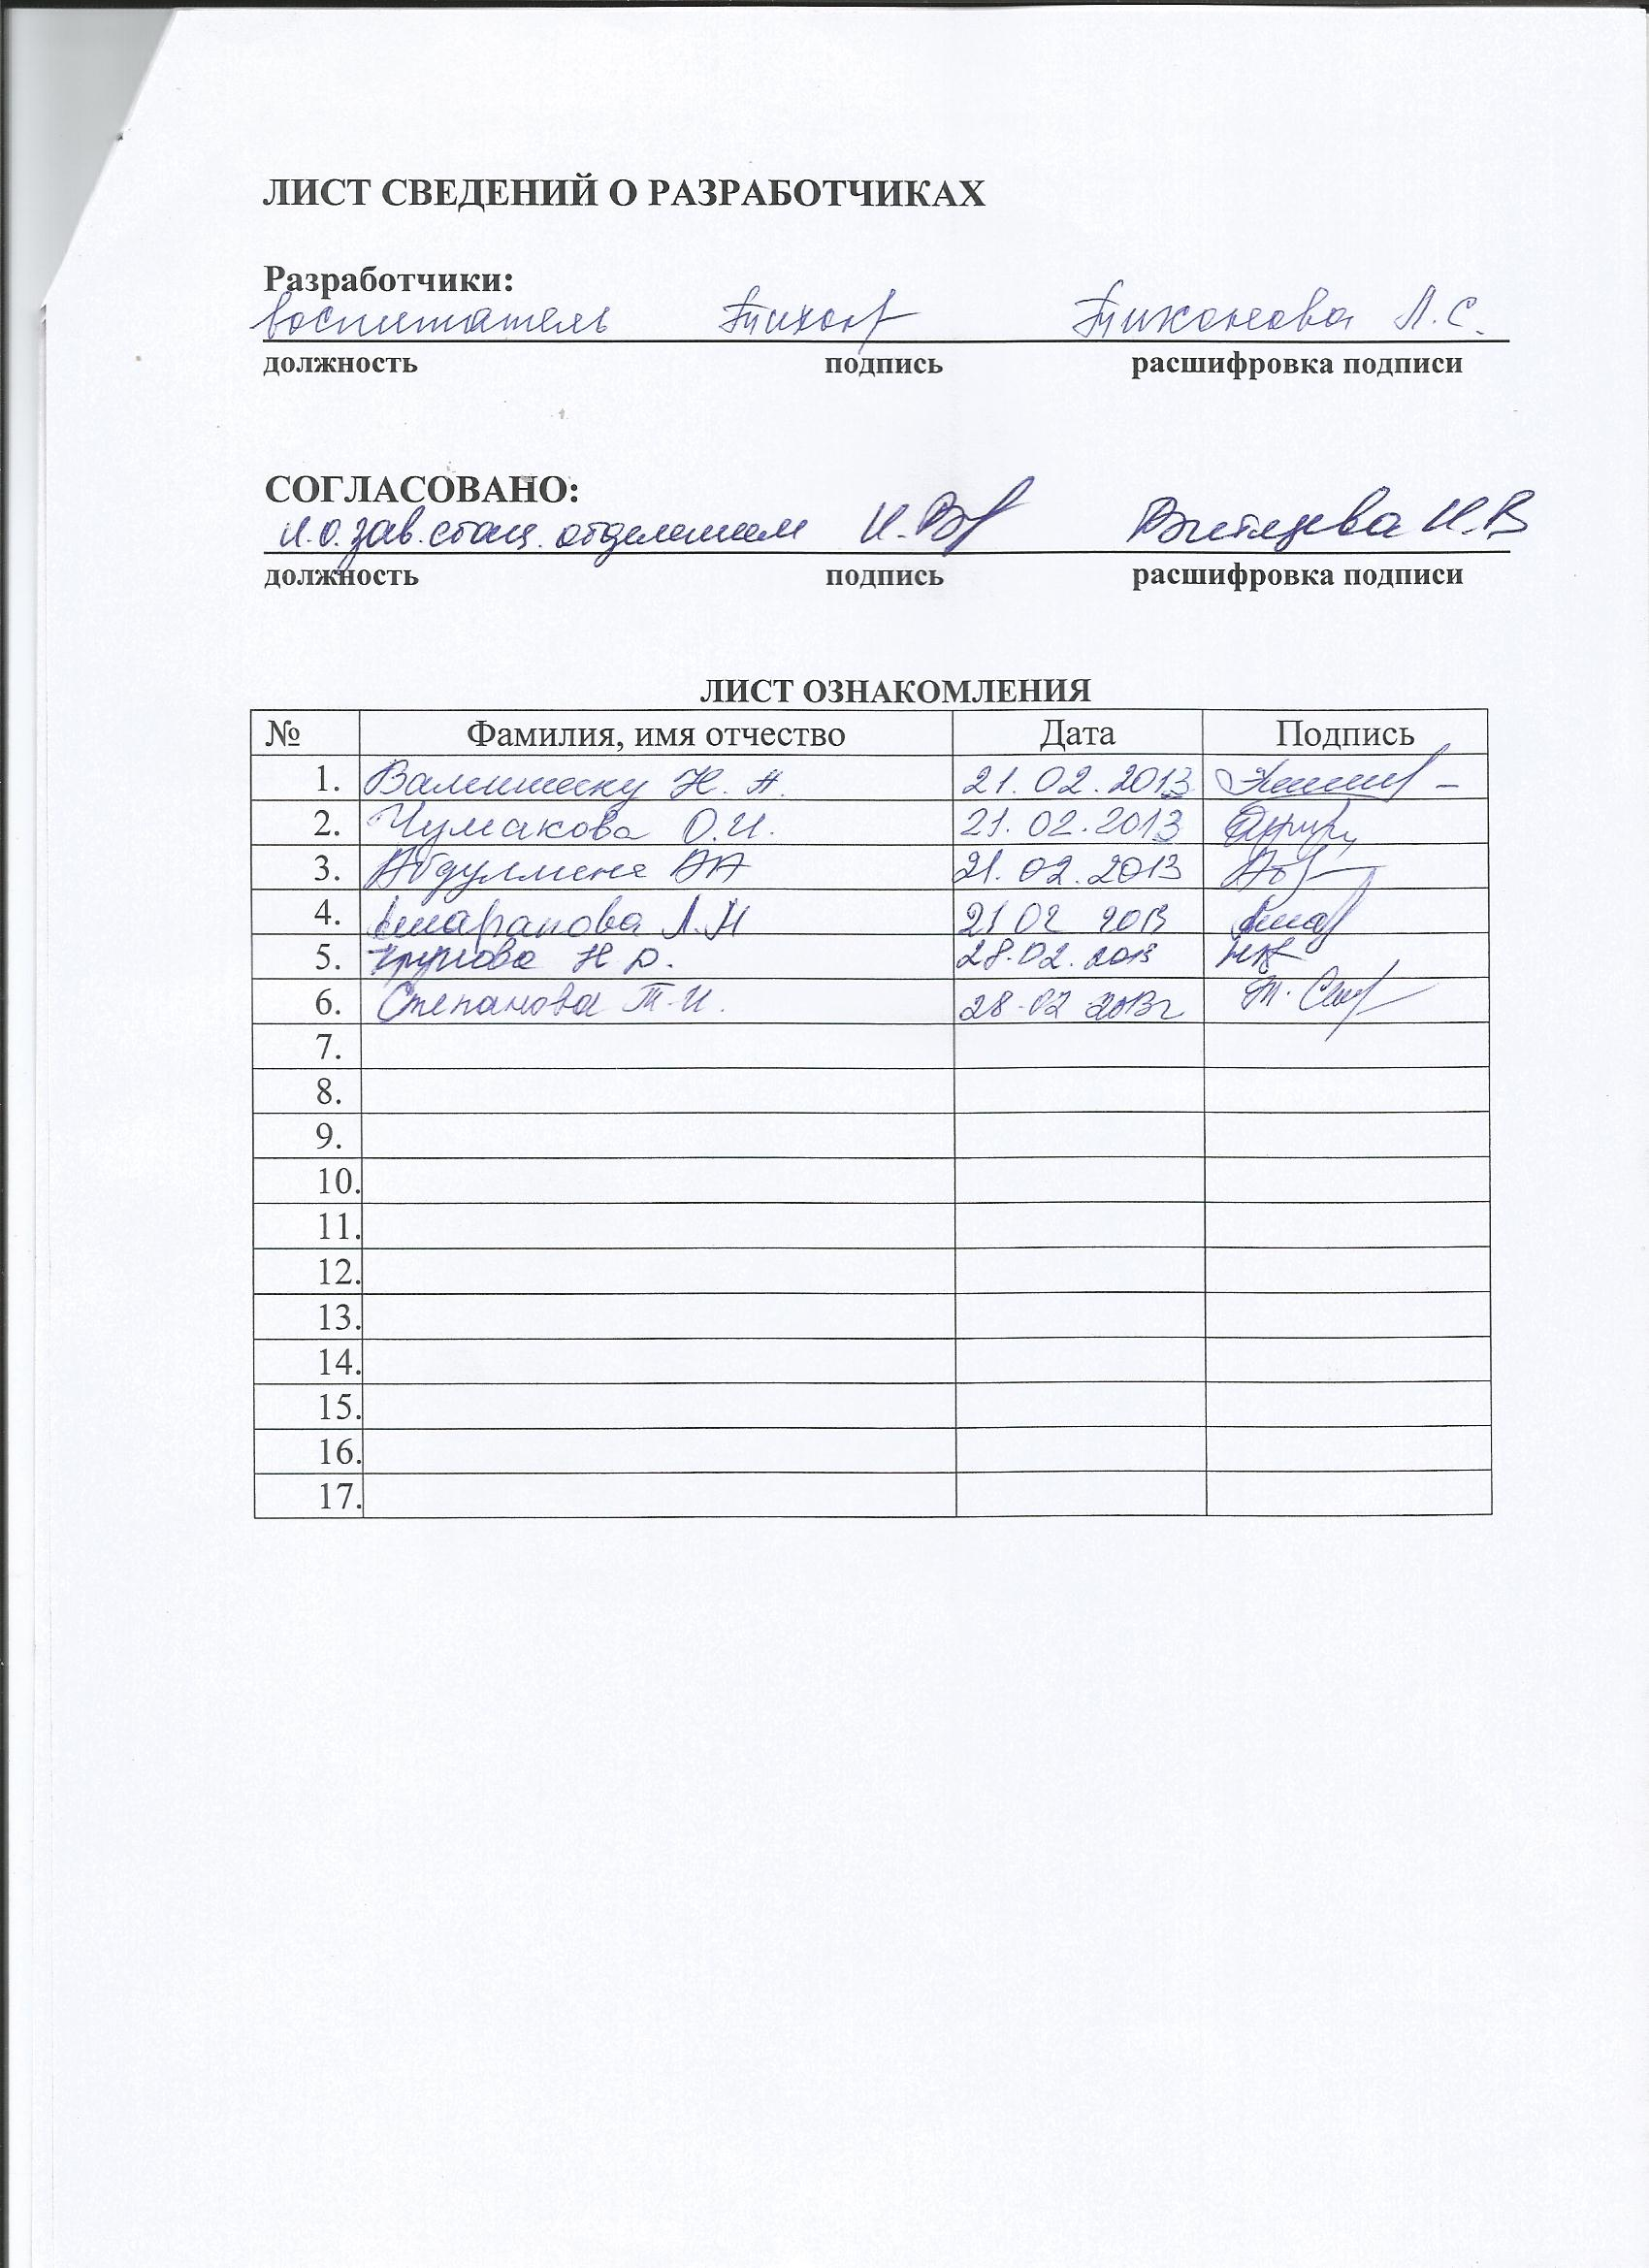 ЛИСТ СВЕДЕНИЙ О РАЗРАБОТЧИКАХ
Разработчики:
воспитатель Тихонова Л.С.
должность подпись расшифровка подписи
СОГЛАСОВАНО:
И.О. зав. стац. отделением И.В.
должность подпись расшифровка подписи
ЛИСТ ОЗНАКОМЛЕНИЯ
№ Фамилия, имя отчество Дата Подпись
1. Н.А. 21.02.2013
2. Чумакова О.И. 21.02.2013
3. 21.02.2013
4. Л.И 21 02 2013
5. Н 28.02.2013
6. Степанова Т.И. 28.02 2013г
7.
8.
9.
10.
11.
12.
13.
14.
15.
16.
17.